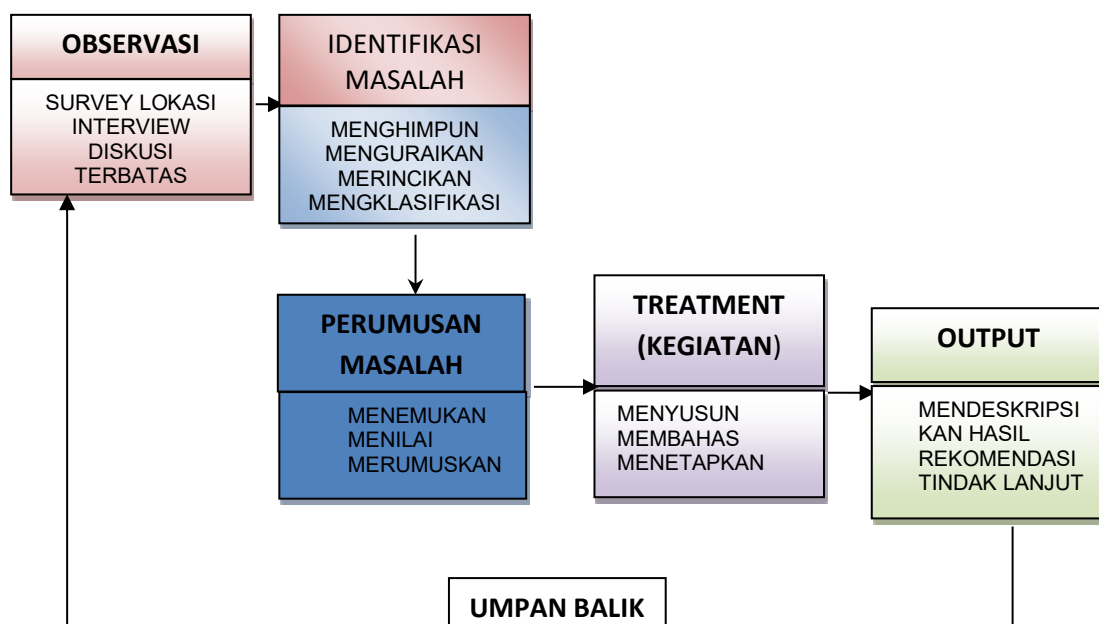 OBSERVASI
SURVEY LOKASI
INTERVIEW
DISKUSI
TERBATAS
IDENTIFIKASI
MASALAH
MENGHIMPUN
MENGURAIKAN
MERINCIKAN
MENGKLASIFIKASI
PERUMUSAN
MASALAH
MENEMUKAN
MENILAI
MERUMUSKAN
TREATMENT
(KEGIATAN)
MENYUSUN
MEMBAHAS
MENETAPKAN
OUTPUT
MENDESKRIPSI
KAN HASIL
REKOMENDASI
TINDAK LANJUT
UMPAN BALIK